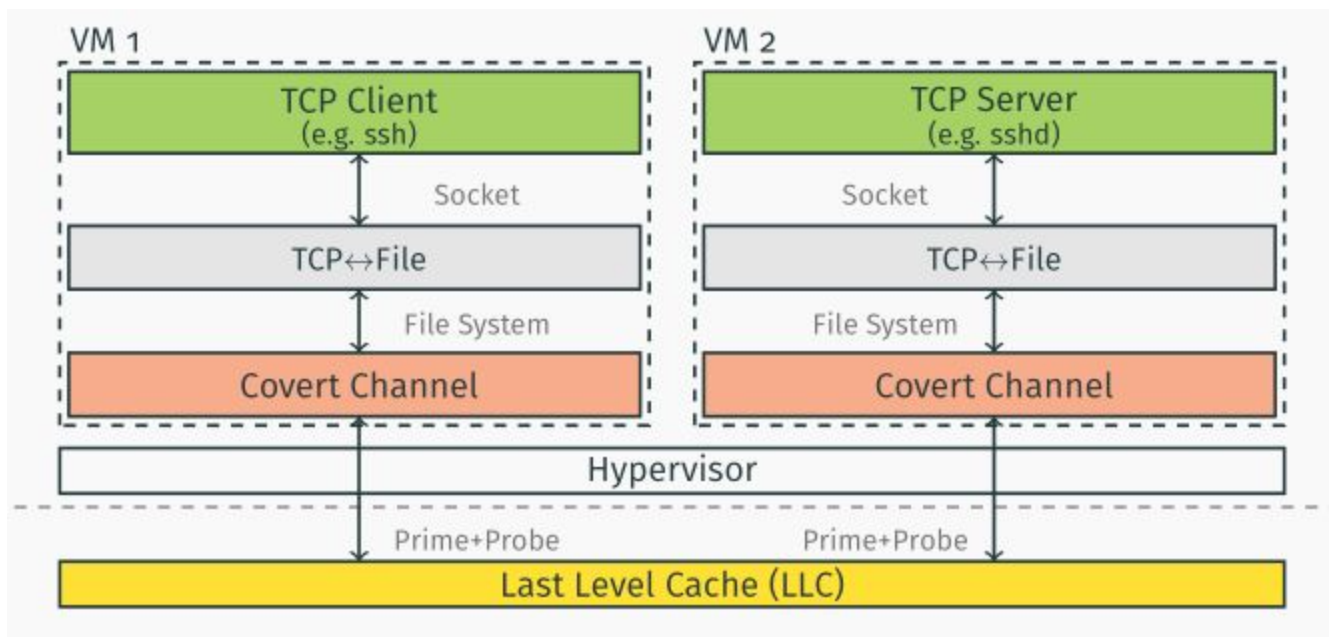 VM 1
VM 2
TCP Client
(e.g. ssh)
TCP Server
(e.g. sshd)
Socket
Socket
TCP↔File
TCP↔File
File System
File System
Covert Channel
Covert Channel
Hypervisor
Prime+Probe
Prime+Probe
Last Level Cache (LLC)